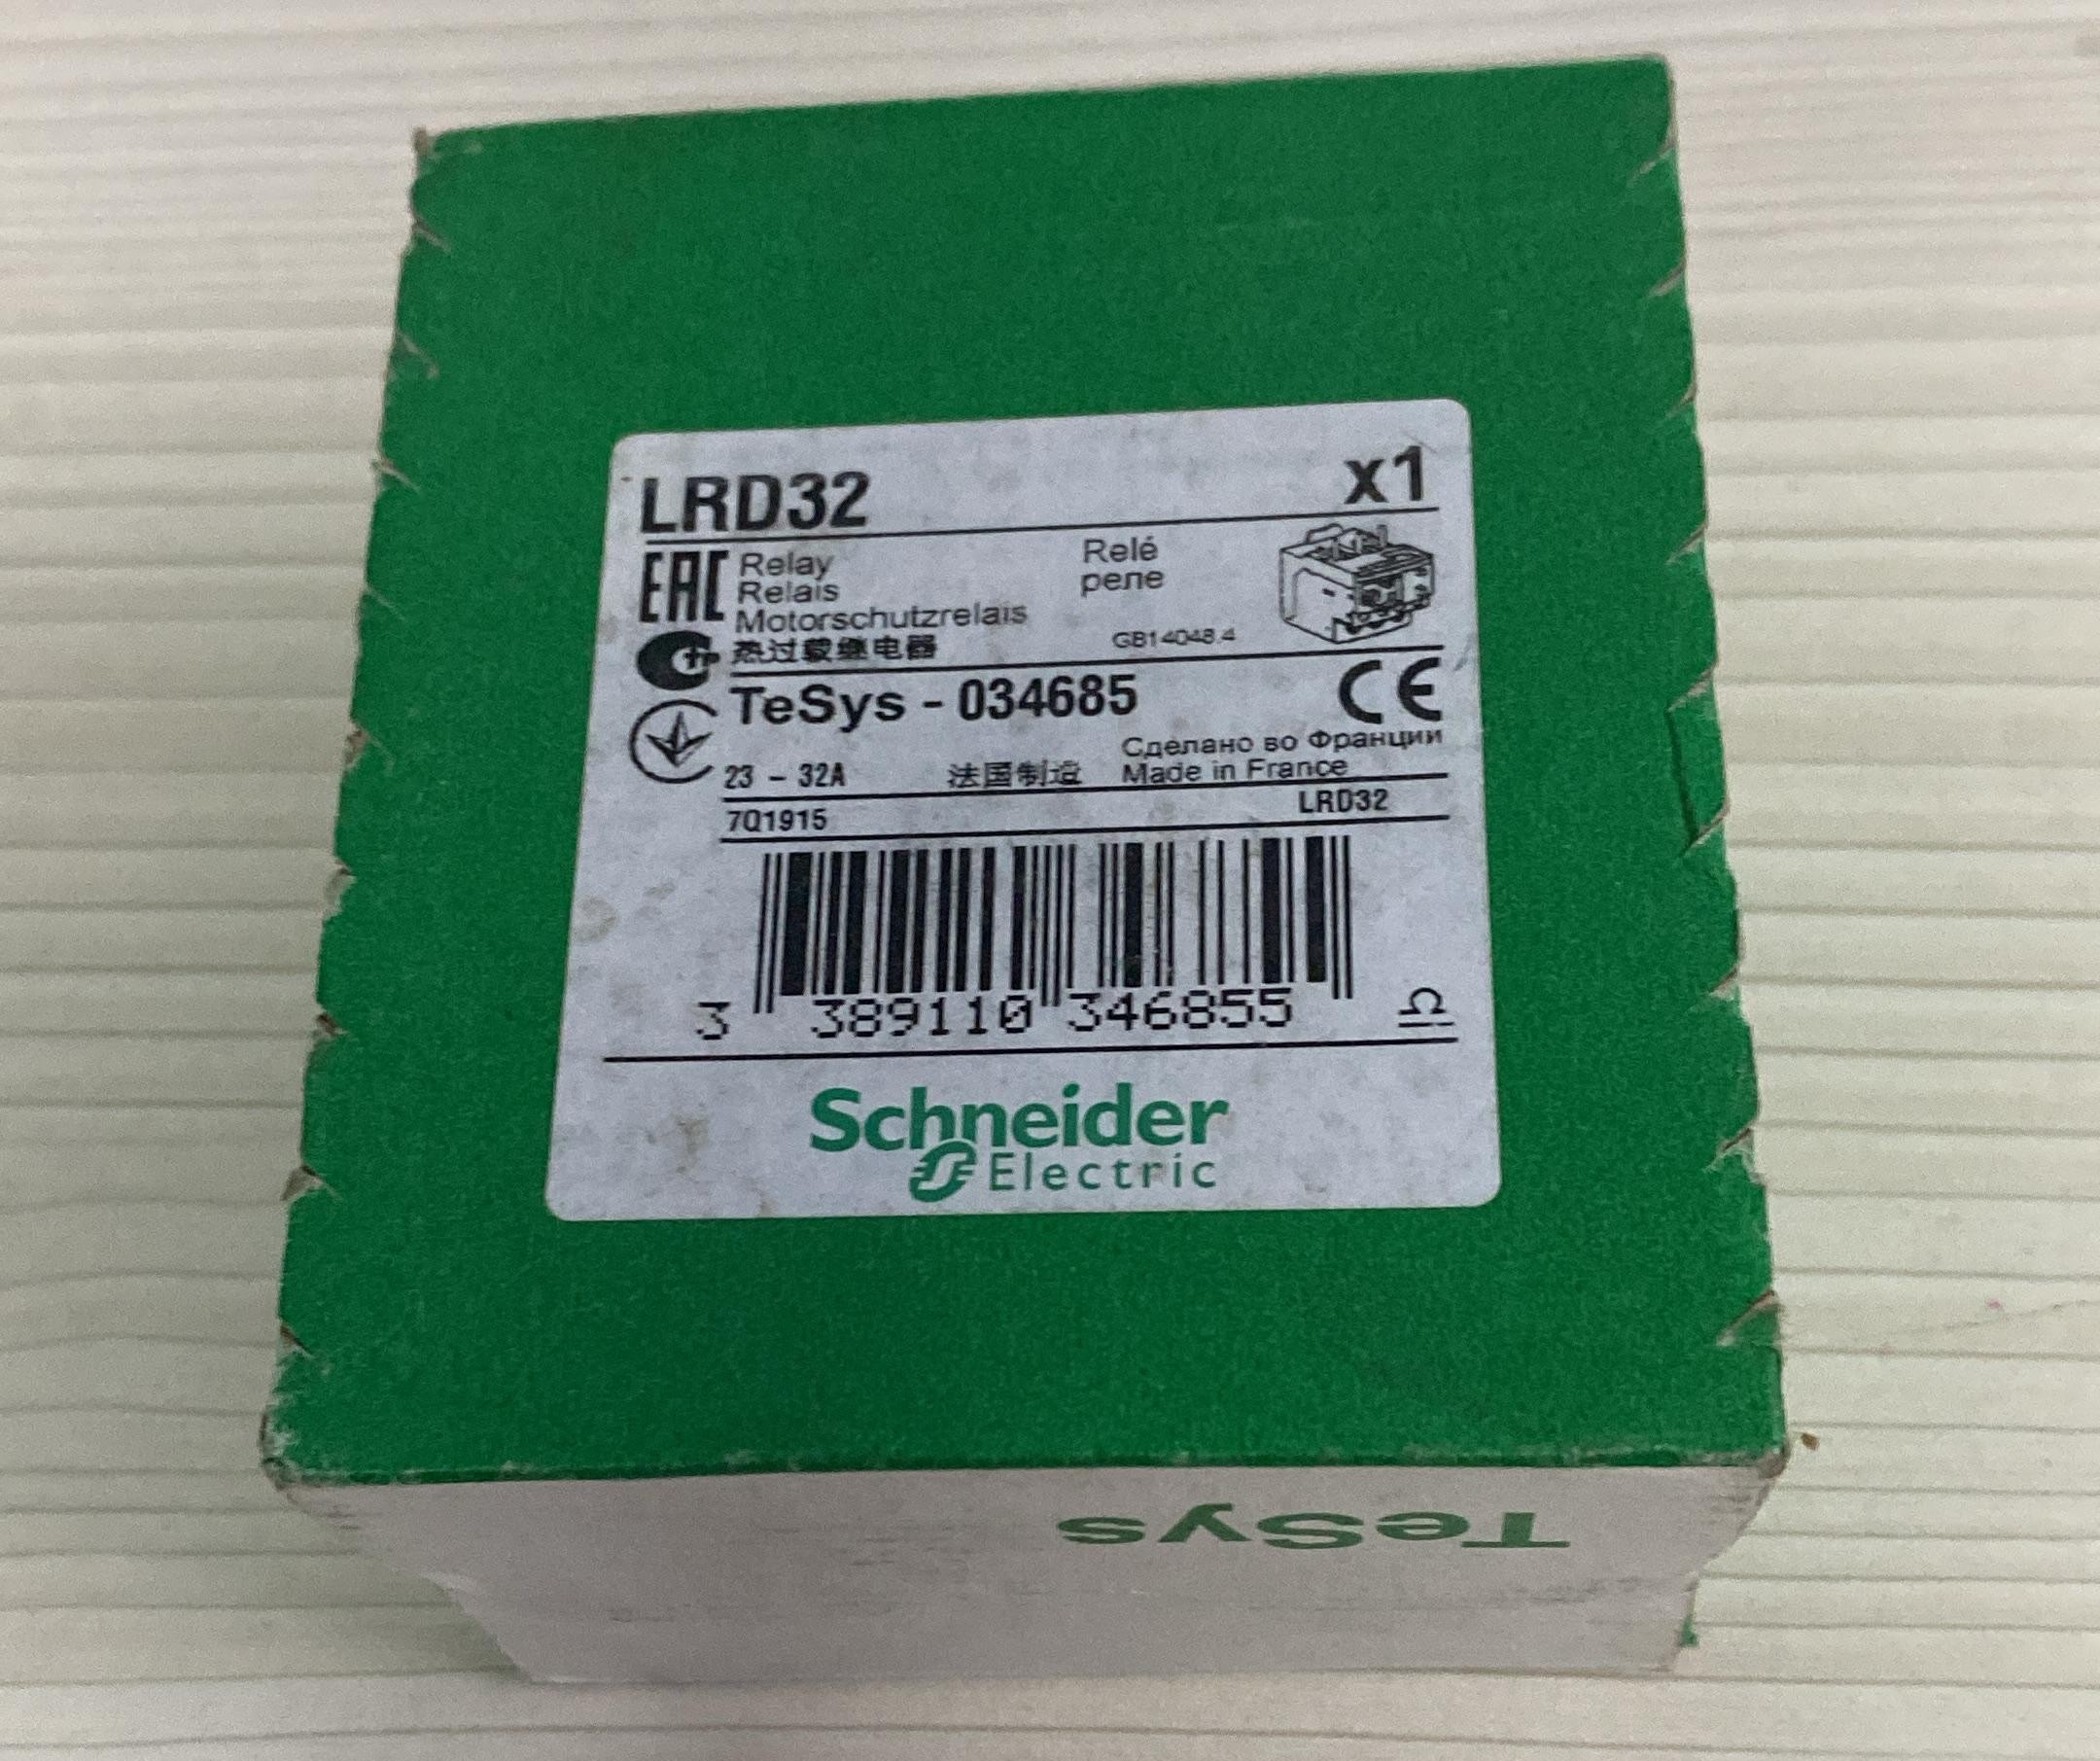 LRD32 x1
EAC
Relay Relé
Relais реле
Motorschutzrelais
热过载继电器 GB14048.4
TeSys - 034685 CE
Сделано во Франции
23 - 32A 法国制造 Made in France
7Q1915 LRD32
3 389110 346855 Ω
Schneider
Electric
TeSys